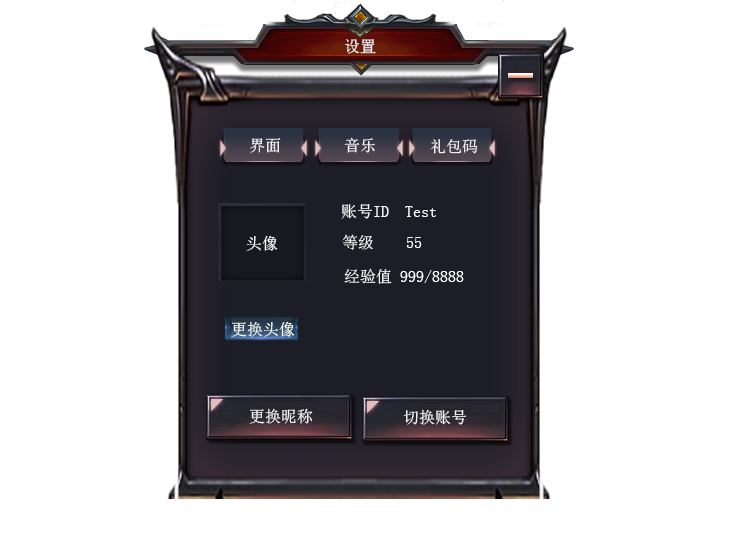 设置
界面 音乐 礼包码
账号ID Test
头像
等级 55
经验值 999/8888
更换头像
更换昵称 切换账号